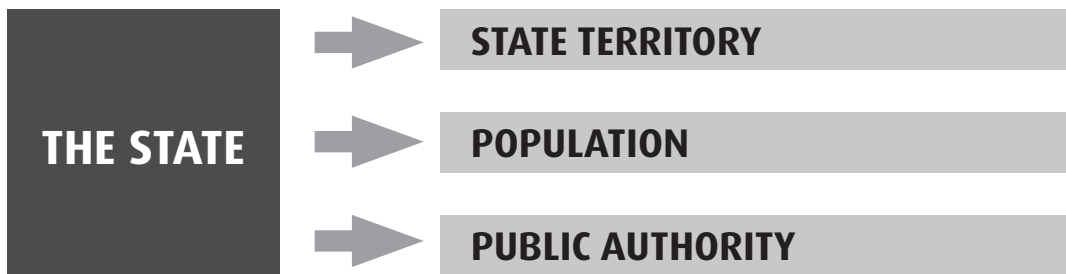 THE STATE
STATE TERRITORY
POPULATION
PUBLIC AUTHORITY